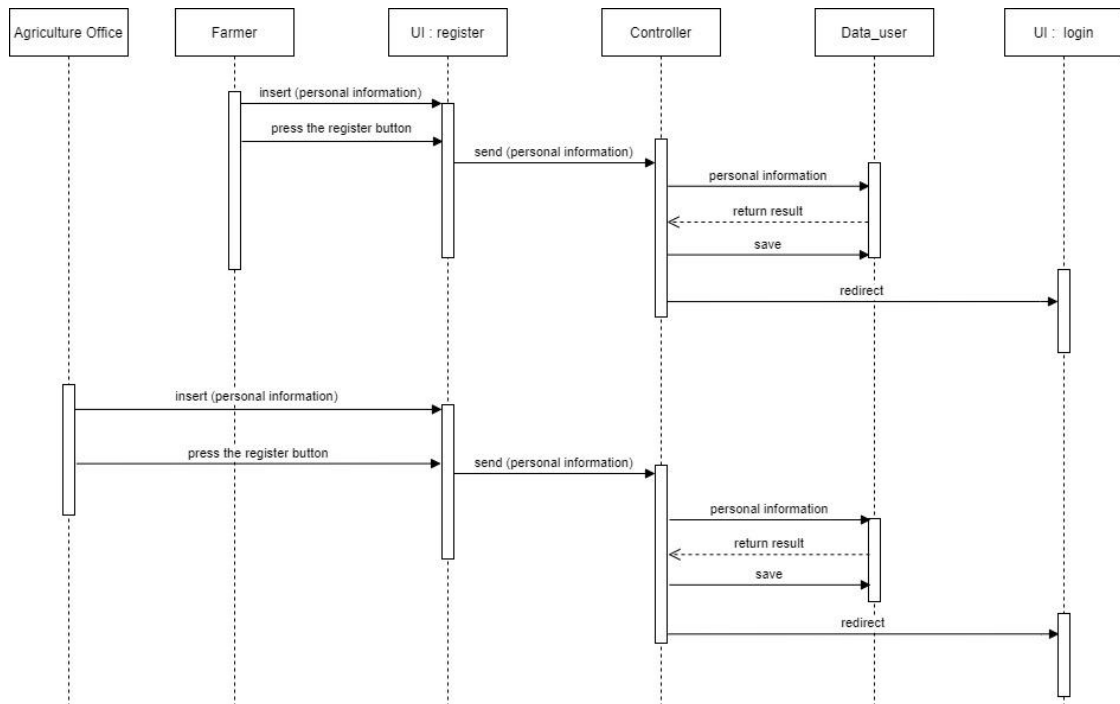 Agriculture Office
Farmer
UI : register
Controller
Data_user
UI : login
insert (personal information)
press the register button
send (personal information)
personal information
return result
save
redirect
insert (personal information)
press the register button
send (personal information)
personal information
return result
save
redirect